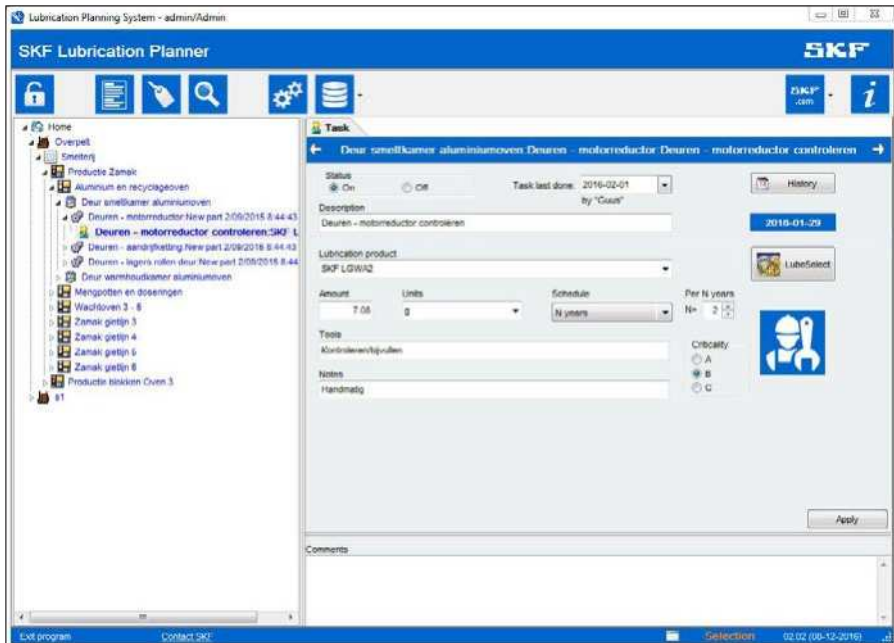 Lubrication Planning System - admin/Admin
SKF Lubrication Planner
SKF
SKF
.com
i
Home
Overpelt
Smelterij
Productie Zamak
Aluminium en recyclageoven
Deur smeltkamer aluminiumoven
Deuren - motorreductor:New part 2/09/2015 8:44:43
Deuren - motorreductor controleren:SKF L
Deuren - aandrijfketting:New part 2/09/2015 8:44:43
Deuren - lagers rollen deur:New part 2/09/2015 8:44
Deur warmhoudkamer aluminiumoven
Mengpotten en doseringen
Wachtoven 3 - 6
Zamak gietlijn 3
Zamak gietlijn 4
Zamak gietlijn 5
Zamak gietlijn 6
Productie blokken Oven 3
Task
Deur smeltkamer aluminiumoven:Deuren - motorreductor:Deuren - motorreductor controleren
Status
On
Off
Task last done:
2016-02-01
by "Guus"
History
Description
Deuren - motorreductor controleren
2018-01-29
Lubrication product
SKF LGWA2
LubeSelect
Amount
Units
Schedule
Per N years
7.08
g
N years
N=
2
Tools
Kontroleren/bijvullen
Criticality
A
B
C
Notes
Handmatig
Apply
Comments
Exit program
Contact SKF
Selection
02.02 (08-12-2016)